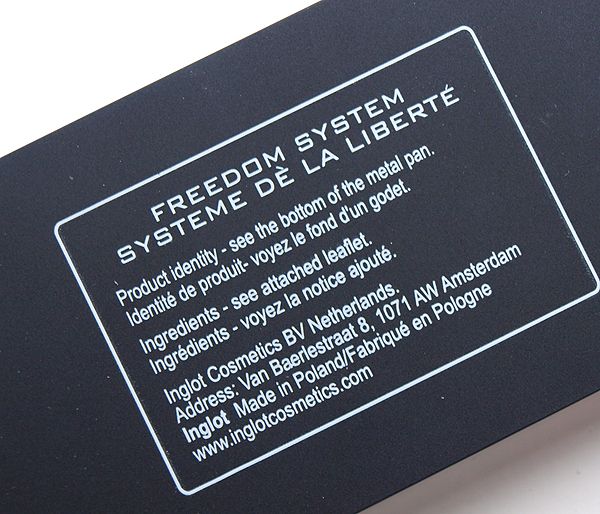 FREEDOM SYSTEM
SYSTEME DÈ LA LIBERTÉ
Product identity - see the bottom of the metal pan.
Identité de produit- voyez le fond d'un godet.
Ingredients - see attached leaflet.
Ingrédients - voyez la notice ajouté.
Inglot Cosmetics BV Netherlands.
Address: Van Baerlestraat 8, 1071 AW Amsterdam
Inglot Made in Poland/Fabriqué en Pologne
www.inglotcosmetics.com